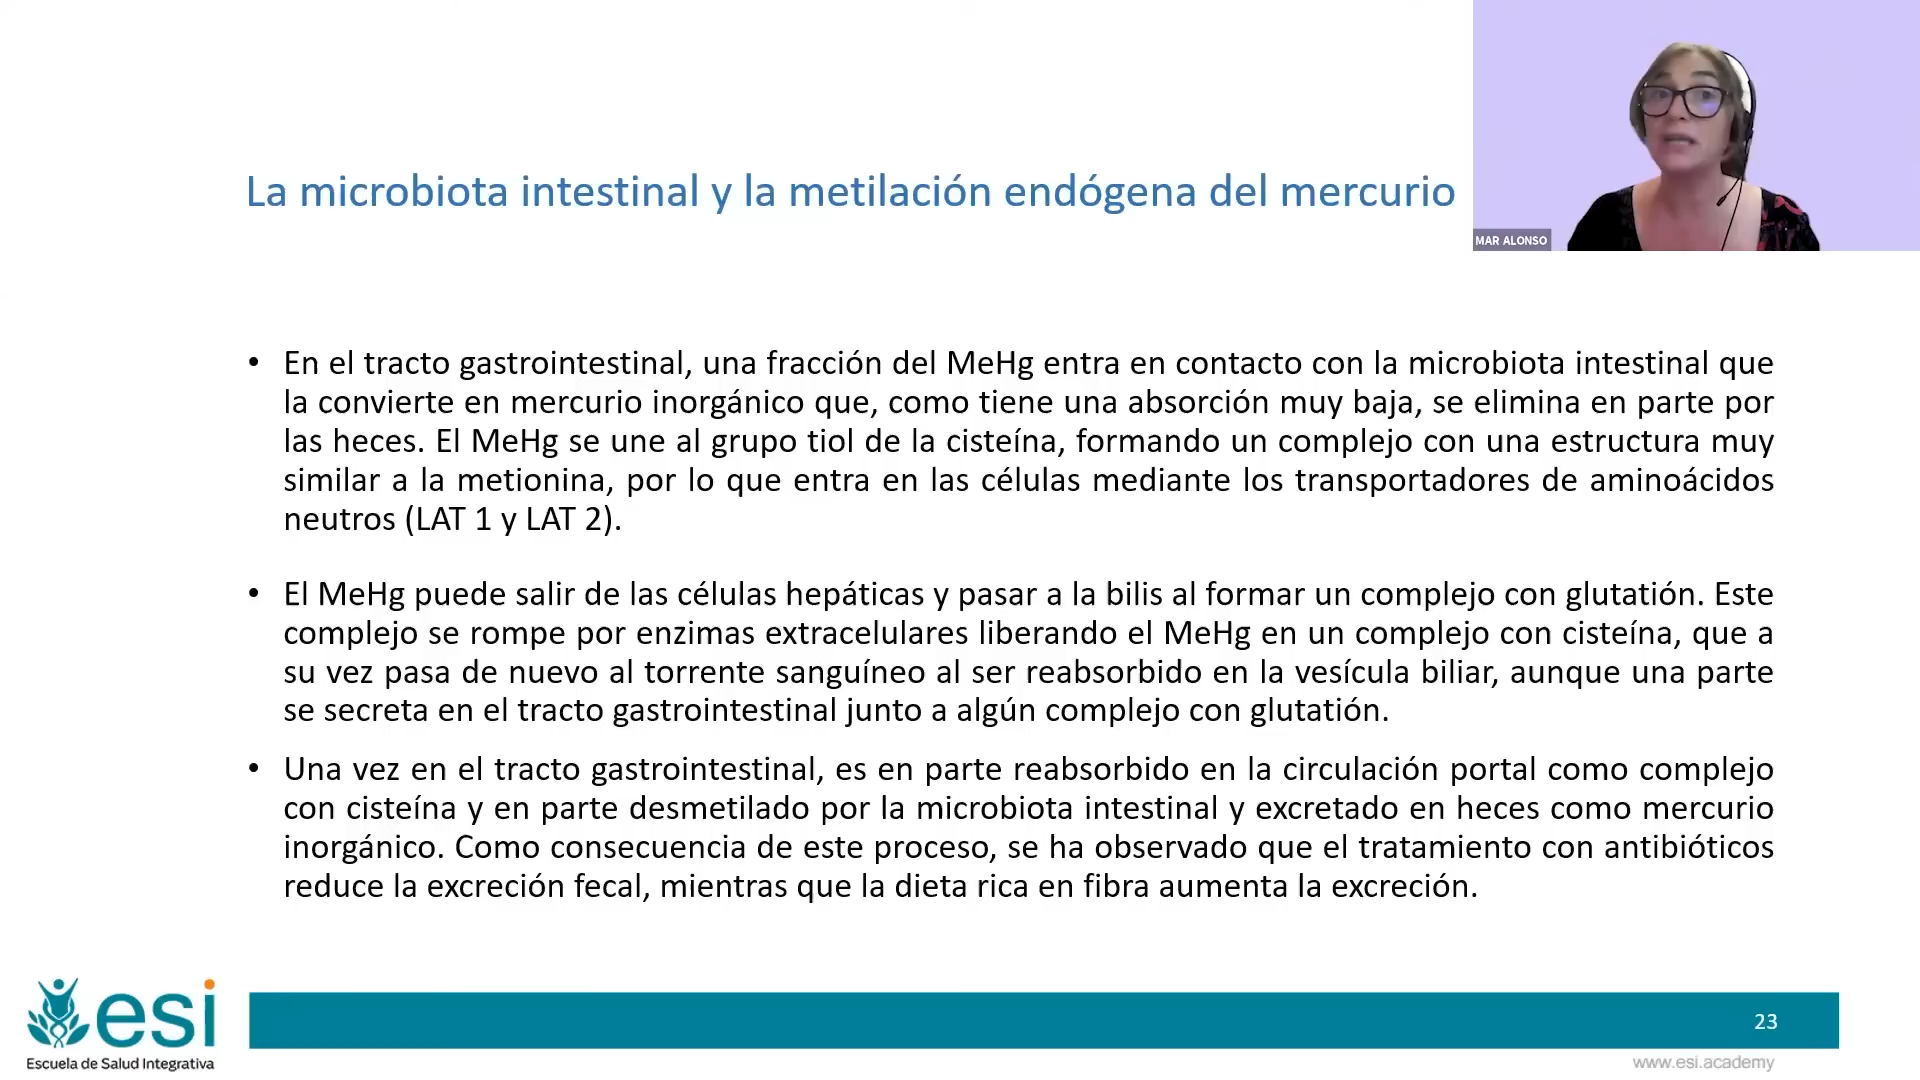 La microbiota intestinal y la metilación endógena del mercurio
MAR ALONSO
• En el tracto gastrointestinal, una fracción del MeHg entra en contacto con la microbiota intestinal que
la convierte en mercurio inorgánico que, como tiene una absorción muy baja, se elimina en parte por
las heces. El MeHg se une al grupo tiol de la cisteína, formando un complejo con una estructura muy
similar a la metionina, por lo que entra en las células mediante los transportadores de aminoácidos
neutros (LAT 1 y LAT 2).
• El MeHg puede salir de las células hepáticas y pasar a la bilis al formar un complejo con glutatión. Este
complejo se rompe por enzimas extracelulares liberando el MeHg en un complejo con cisteína, que a
su vez pasa de nuevo al torrente sanguíneo al ser reabsorbido en la vesícula biliar, aunque una parte
se secreta en el tracto gastrointestinal junto a algún complejo con glutatión.
• Una vez en el tracto gastrointestinal, es en parte reabsorbido en la circulación portal como complejo
con cisteína y en parte desmetilado por la microbiota intestinal y excretado en heces como mercurio
inorgánico. Como consecuencia de este proceso, se ha observado que el tratamiento con antibióticos
reduce la excreción fecal, mientras que la dieta rica en fibra aumenta la excreción.
esi
Escuela de Salud Integrativa
23
www.esi.academy